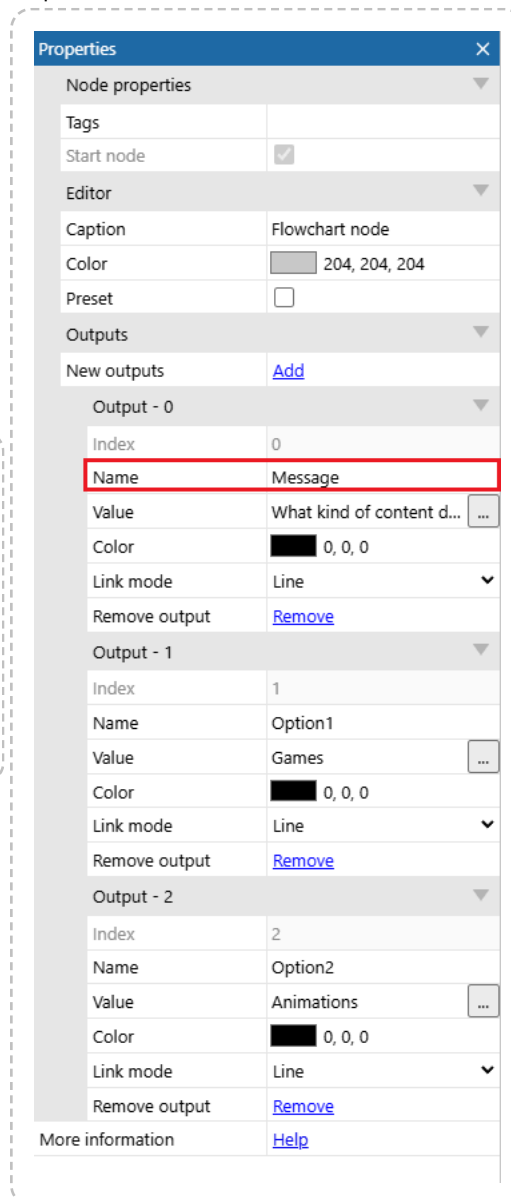 Properties
Node properties
Tags
Start node
Editor
Caption Flowchart node
Color 204, 204, 204
Preset
Outputs
New outputs Add
Output - 0
Index 0
Name Message
Value What kind of content d... ...
Color 0, 0, 0
Link mode Line
Remove output Remove
Output - 1
Index 1
Name Option1
Value Games ...
Color 0, 0, 0
Link mode Line
Remove output Remove
Output - 2
Index 2
Name Option2
Value Animations ...
Color 0, 0, 0
Link mode Line
Remove output Remove
More information Help